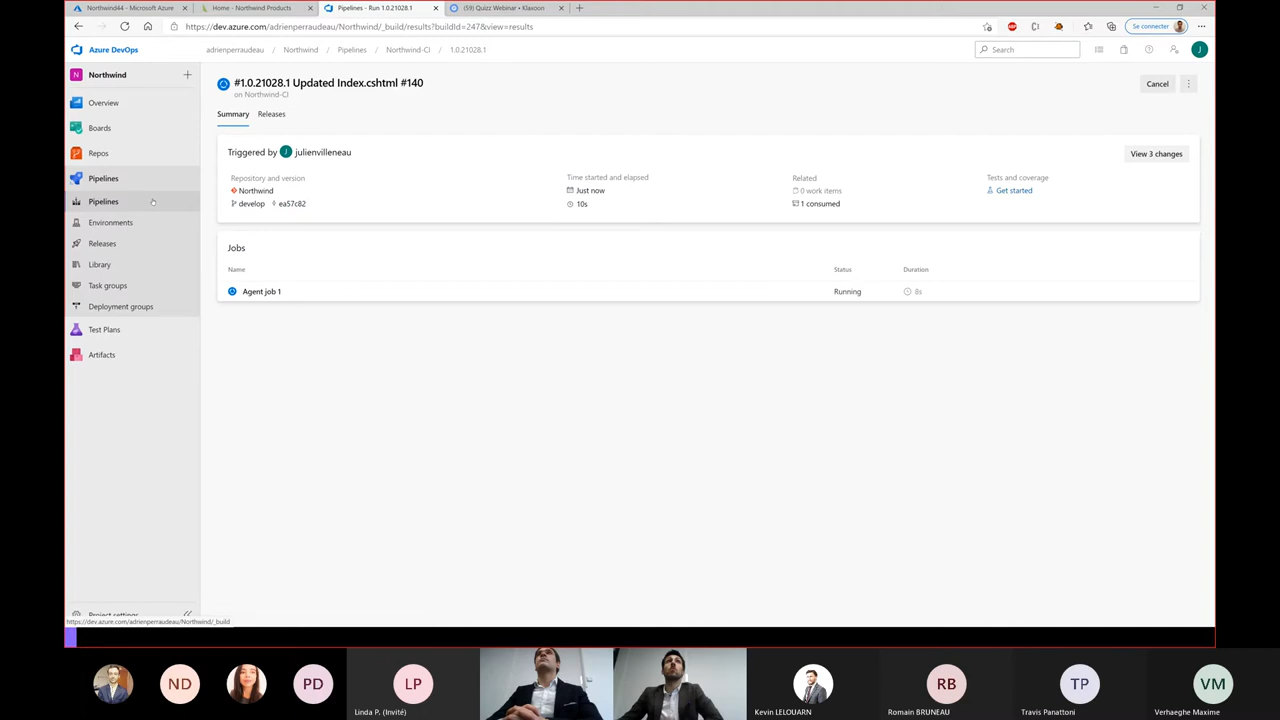 Northwind44 - Microsoft Azure
Home - Northwind Products
Pipelines - Run 1.0.21028.1
(59) Quizz Webinar • Klaxoon
https://dev.azure.com/adrienperraudeau/Northwind/_build/results?buildId=247&view=results
Se connecter
Azure DevOps
adrienperraudeau / Northwind / Pipelines / Northwind-CI / 1.0.21028.1
Search
J
N Northwind
Overview
Boards
Repos
Pipelines
Pipelines
Environments
Releases
Library
Task groups
Deployment groups
Test Plans
Artifacts
Project settings
https://dev.azure.com/adrienperraudeau/Northwind/_build
#1.0.21028.1 Updated Index.cshtml #140
on Northwind-CI
Cancel
Summary
Releases
Triggered by J julienvilleneau
View 3 changes
Repository and version
Northwind
develop ea57c82
Time started and elapsed
Just now
10s
Related
0 work items
1 consumed
Tests and coverage
Get started
Jobs
Name Status Duration
Agent job 1 Running 8s
ND
PD
LP
Linda P. (Invité)
Kevin LELOUARN
RB
Romain BRUNEAU
TP
Travis Panattoni
VM
Verhaeghe Maxime